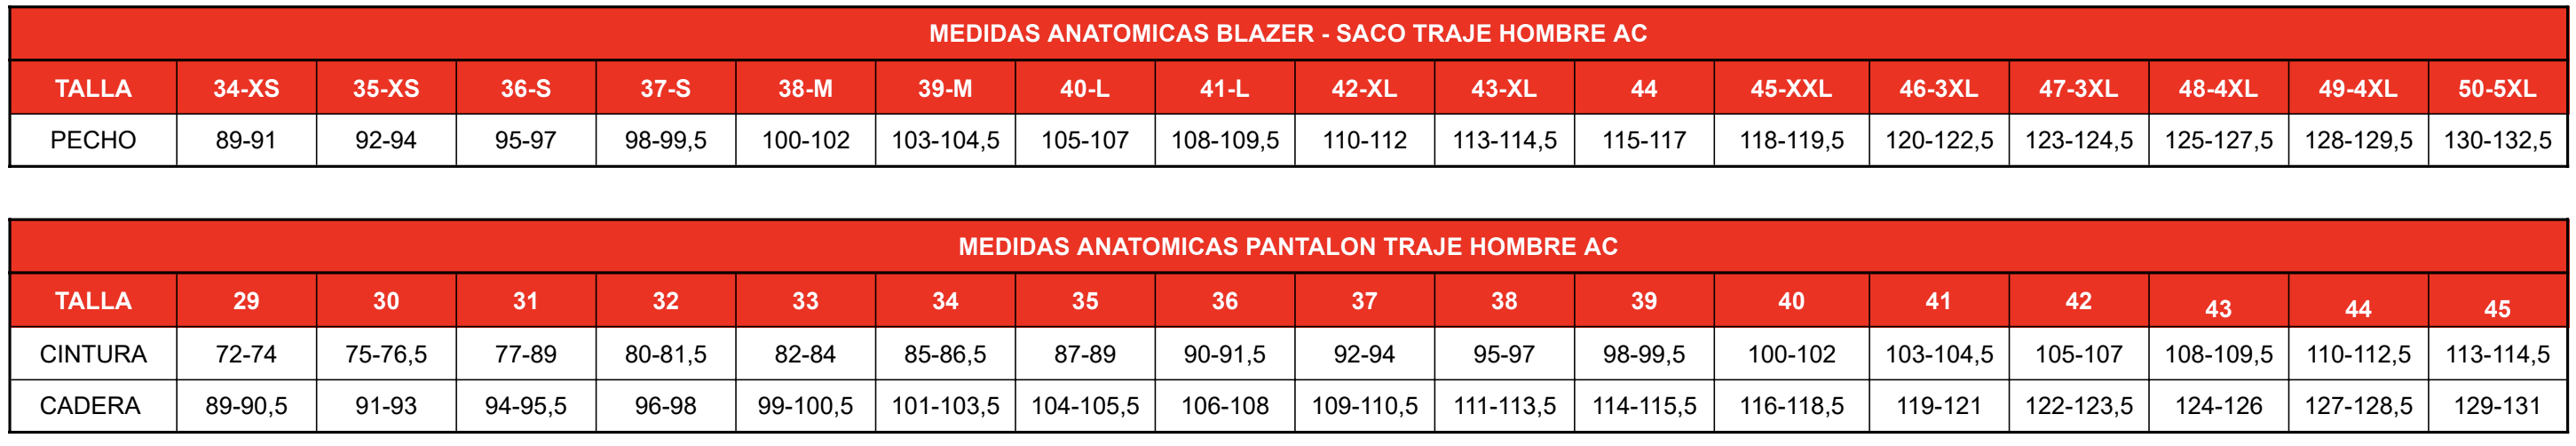 MEDIDAS ANATOMICAS BLAZER - SACO TRAJE HOMBRE AC
TALLA 34-XS 35-XS 36-S 37-S 38-M 39-M 40-L 41-L 42-XL 43-XL 44 45-XXL 46-3XL 47-3XL 48-4XL 49-4XL 50-5XL
PECHO 89-91 92-94 95-97 98-99,5 100-102 103-104,5 105-107 108-109,5 110-112 113-114,5 115-117 118-119,5 120-122,5 123-124,5 125-127,5 128-129,5 130-132,5
MEDIDAS ANATOMICAS PANTALON TRAJE HOMBRE AC
TALLA 29 30 31 32 33 34 35 36 37 38 39 40 41 42 43 44 45
CINTURA 72-74 75-76,5 77-89 80-81,5 82-84 85-86,5 87-89 90-91,5 92-94 95-97 98-99,5 100-102 103-104,5 105-107 108-109,5 110-112,5 113-114,5
CADERA 89-90,5 91-93 94-95,5 96-98 99-100,5 101-103,5 104-105,5 106-108 109-110,5 111-113,5 114-115,5 116-118,5 119-121 122-123,5 124-126 127-128,5 129-131